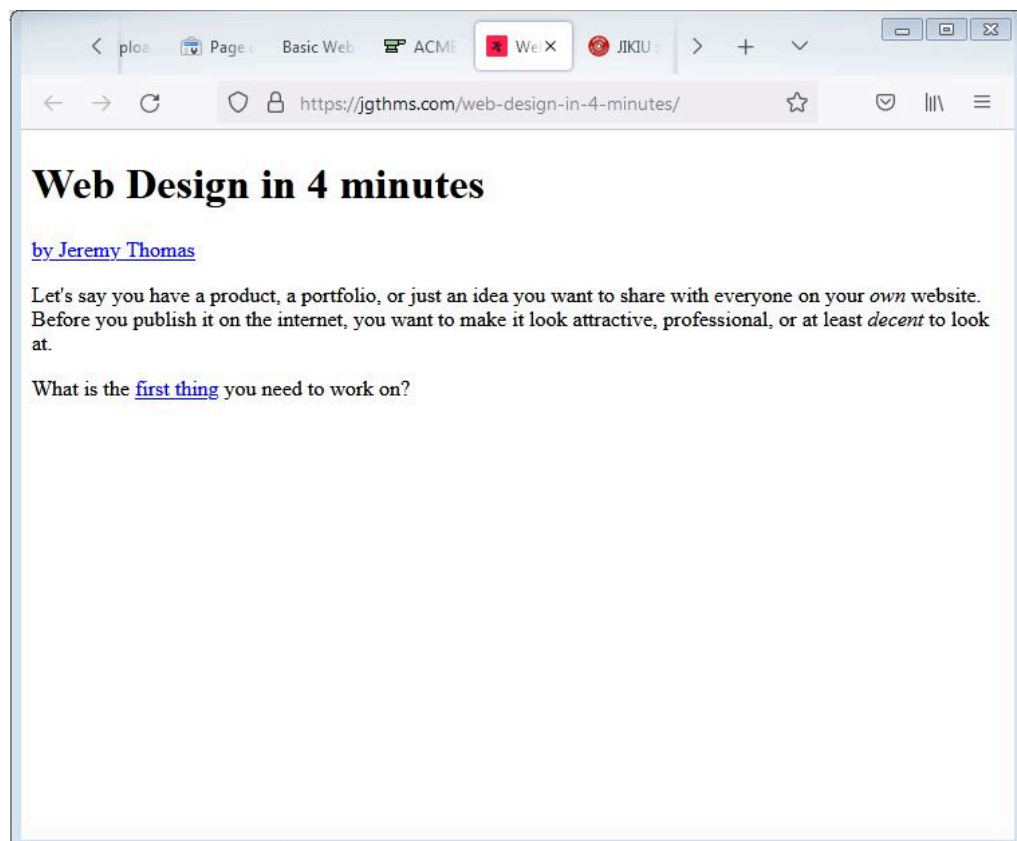 Page
Basic Web
ACME
JIKIU
https://jgthms.com/web-design-in-4-minutes/
Web Design in 4 minutes
by Jeremy Thomas
Let's say you have a product, a portfolio, or just an idea you want to share with everyone on your own website.
Before you publish it on the internet, you want to make it look attractive, professional, or at least decent to look
at.
What is the first thing you need to work on?